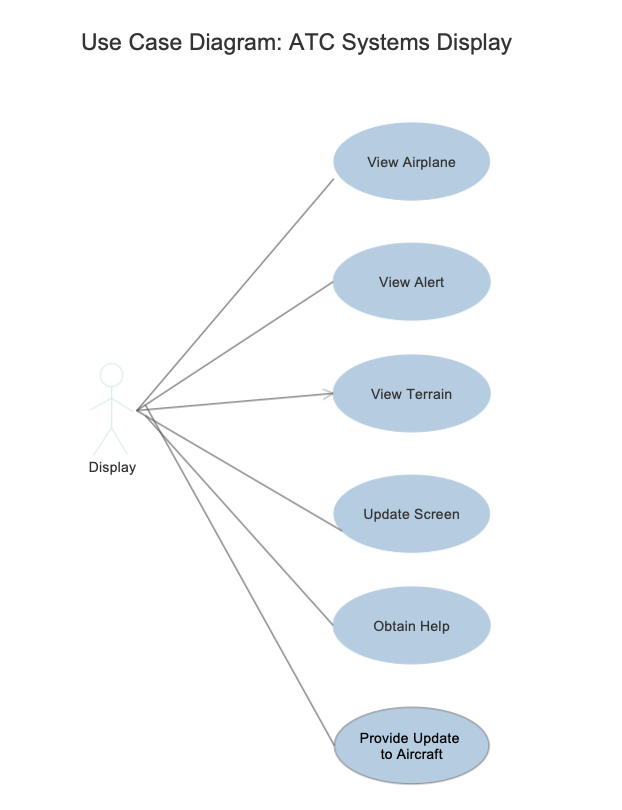 Use Case Diagram: ATC Systems Display
View Airplane
View Alert
View Terrain
Display
Update Screen
Obtain Help
Provide Update
to Aircraft